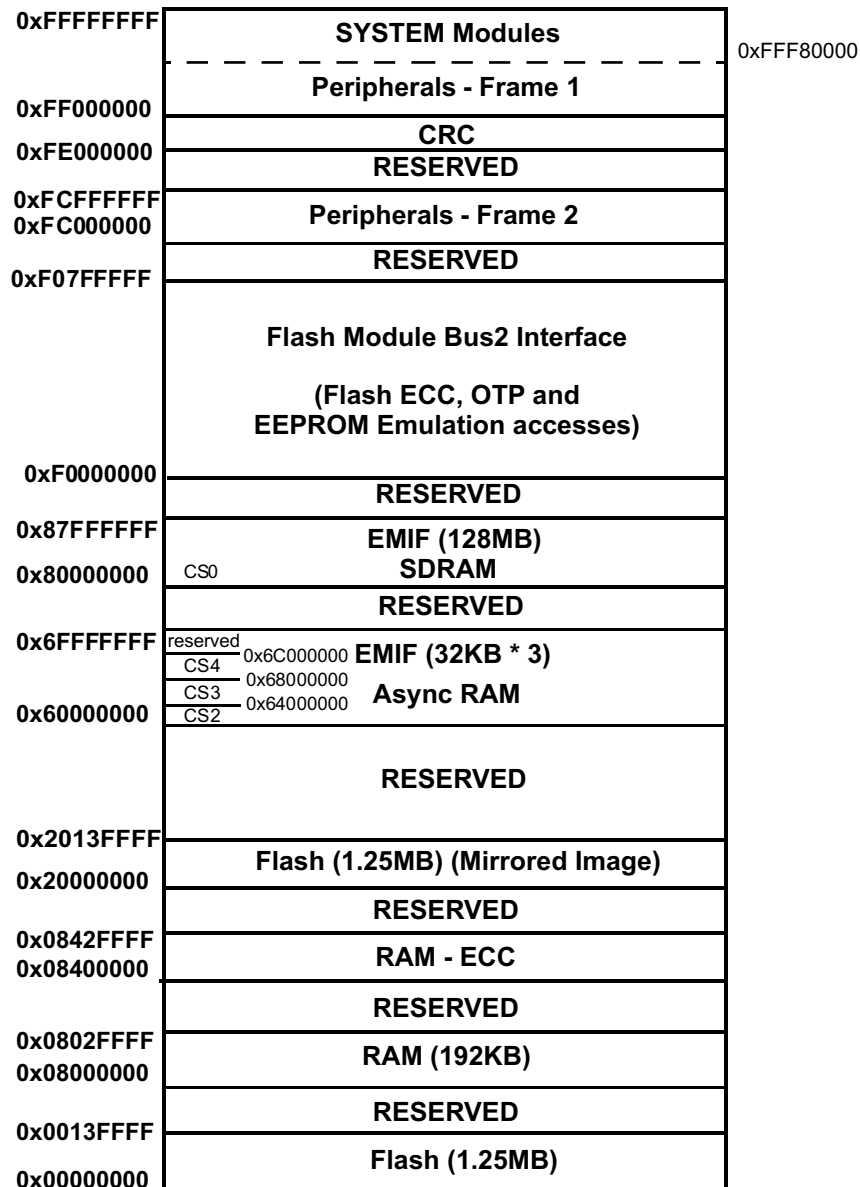 0xFFFFFFFF
SYSTEM Modules
0xFFF80000
Peripherals - Frame 1
0xFF000000
CRC
0xFE000000
RESERVED
0xFCFFFFFF
Peripherals - Frame 2
0xFC000000
RESERVED
0xF07FFFFF
Flash Module Bus2 Interface
(Flash ECC, OTP and
EEPROM Emulation accesses)
0xF0000000
RESERVED
0x87FFFFFF
EMIF (128MB)
0x80000000
CS0
SDRAM
RESERVED
0x6FFFFFFF
reserved
0x6C000000
EMIF (32KB * 3)
CS4
0x68000000
CS3
Async RAM
0x64000000
0x60000000
CS2
RESERVED
0x2013FFFF
Flash (1.25MB) (Mirrored Image)
0x20000000
RESERVED
0x0842FFFF
RAM - ECC
0x08400000
RESERVED
0x0802FFFF
RAM (192KB)
0x08000000
RESERVED
0x0013FFFF
Flash (1.25MB)
0x00000000